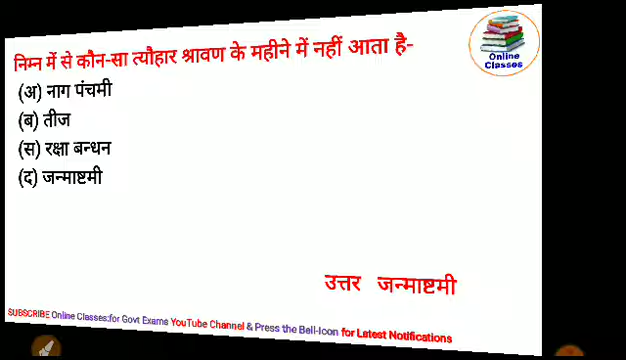 निम्न में से कौन-सा त्यौहार श्रावण के महीने में नहीं आता है-
Online
Classes
(अ) नाग पंचमी
(ब) तीज
(स) रक्षा बन्धन
(द) जन्माष्टमी
उत्तर जन्माष्टमी
SUBSCRIBE Online Classes:for Govt Exams YouTube Channel & Press the Bell-Icon for Latest Notifications